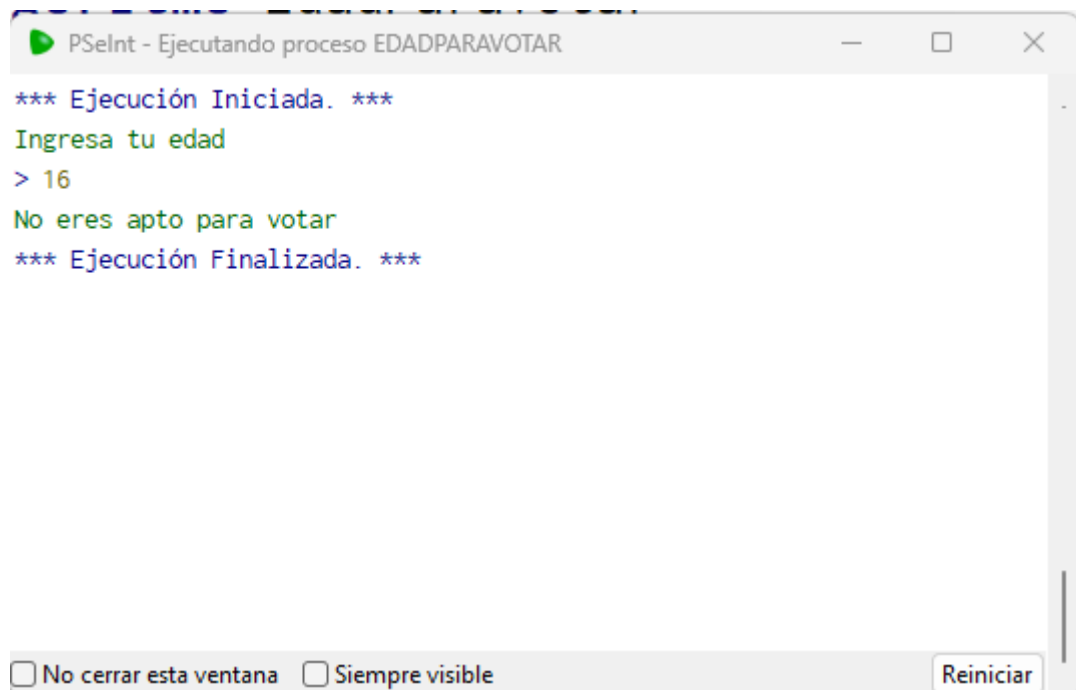 PSeInt - Ejecutando proceso EDADPARAVOTAR
*** Ejecución Iniciada. ***
Ingresa tu edad
> 16
No eres apto para votar
*** Ejecución Finalizada. ***
No cerrar esta ventana Siempre visible Reiniciar